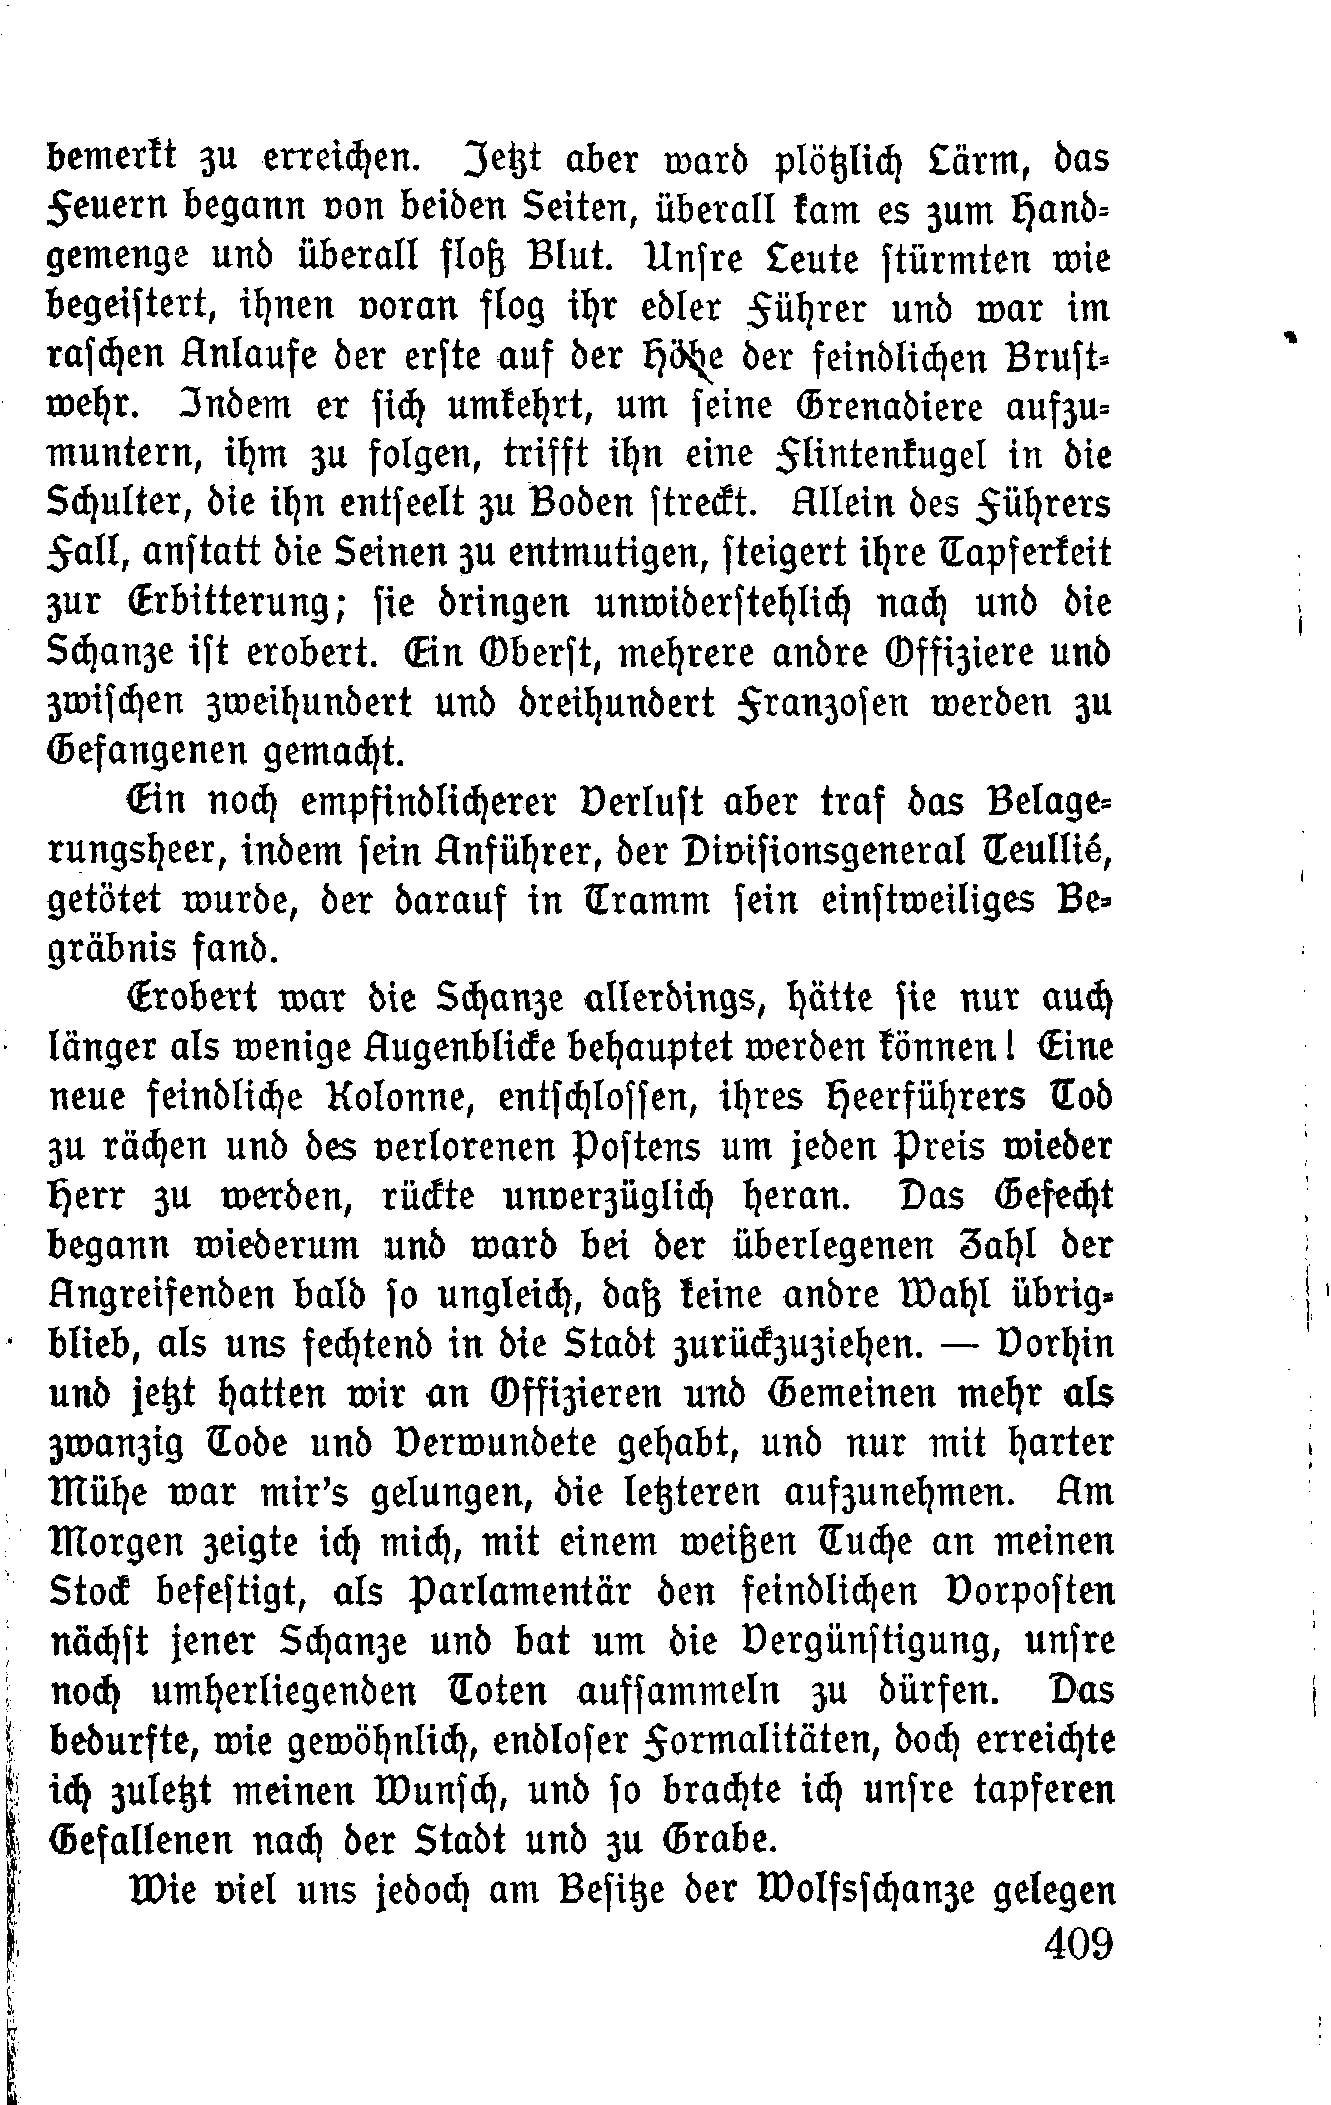 bemerkt zu erreichen. Jetzt aber ward plötzlich Lärm, das
Feuern begann von beiden Seiten, überall kam es zum Hand-
gemenge und überall floß Blut. Unsre Leute stürmten wie
begeistert, ihnen voran flog ihr edler Führer und war im
raschen Anlaufe der erste auf der Höhe der feindlichen Brust-
wehr. Indem er sich umkehrt, um seine Grenadiere aufzu-
muntern, ihm zu folgen, trifft ihn eine Flintenkugel in die
Schulter, die ihn entseelt zu Boden streckt. Allein des Führers
Fall, anstatt die Seinen zu entmutigen, steigert ihre Tapferkeit
zur Erbitterung; sie dringen unwiderstehlich nach und die
Schanze ist erobert. Ein Oberst, mehrere andre Offiziere und
zwischen zweihundert und dreihundert Franzosen werden zu
Gefangenen gemacht.
Ein noch empfindlicherer Verlust aber traf das Belage-
rungsheer, indem sein Anführer, der Divisionsgeneral Teullié,
getötet wurde, der darauf in Tramm sein einstweiliges Be-
gräbnis fand.
Erobert war die Schanze allerdings, hätte sie nur auch
länger als wenige Augenblicke behauptet werden können! Eine
neue feindliche Kolonne, entschlossen, ihres Heerführers Tod
zu rächen und des verlorenen Postens um jeden Preis wieder
Herr zu werden, rückte unverzüglich heran. Das Gefecht
begann wiederum und ward bei der überlegenen Zahl der
Angreifenden bald so ungleich, daß keine andre Wahl übrig-
blieb, als uns fechtend in die Stadt zurückzuziehen. — Vorhin
und jetzt hatten wir an Offizieren und Gemeinen mehr als
zwanzig Tode und Verwundete gehabt, und nur mit harter
Mühe war mir's gelungen, die letzteren aufzunehmen. Am
Morgen zeigte ich mich, mit einem weißen Tuche an meinen
Stock befestigt, als Parlamentär den feindlichen Vorposten
nächst jener Schanze und bat um die Vergünstigung, unsre
noch umherliegenden Toten aufsammeln zu dürfen. Das
bedurfte, wie gewöhnlich, endloser Formalitäten, doch erreichte
ich zuletzt meinen Wunsch, und so brachte ich unsre tapferen
Gefallenen nach der Stadt und zu Grabe.
Wie viel uns jedoch am Besitze der Wolfsschanze gelegen
409